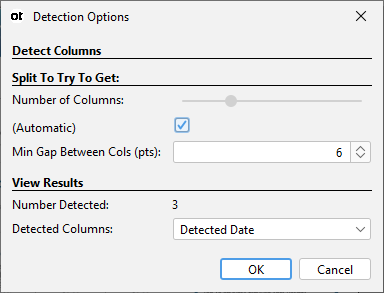 ot Detection Options
Detect Columns
Split To Try To Get:
Number of Columns:
(Automatic)
Min Gap Between Cols (pts): 6
View Results
Number Detected: 3
Detected Columns: Detected Date
OK Cancel